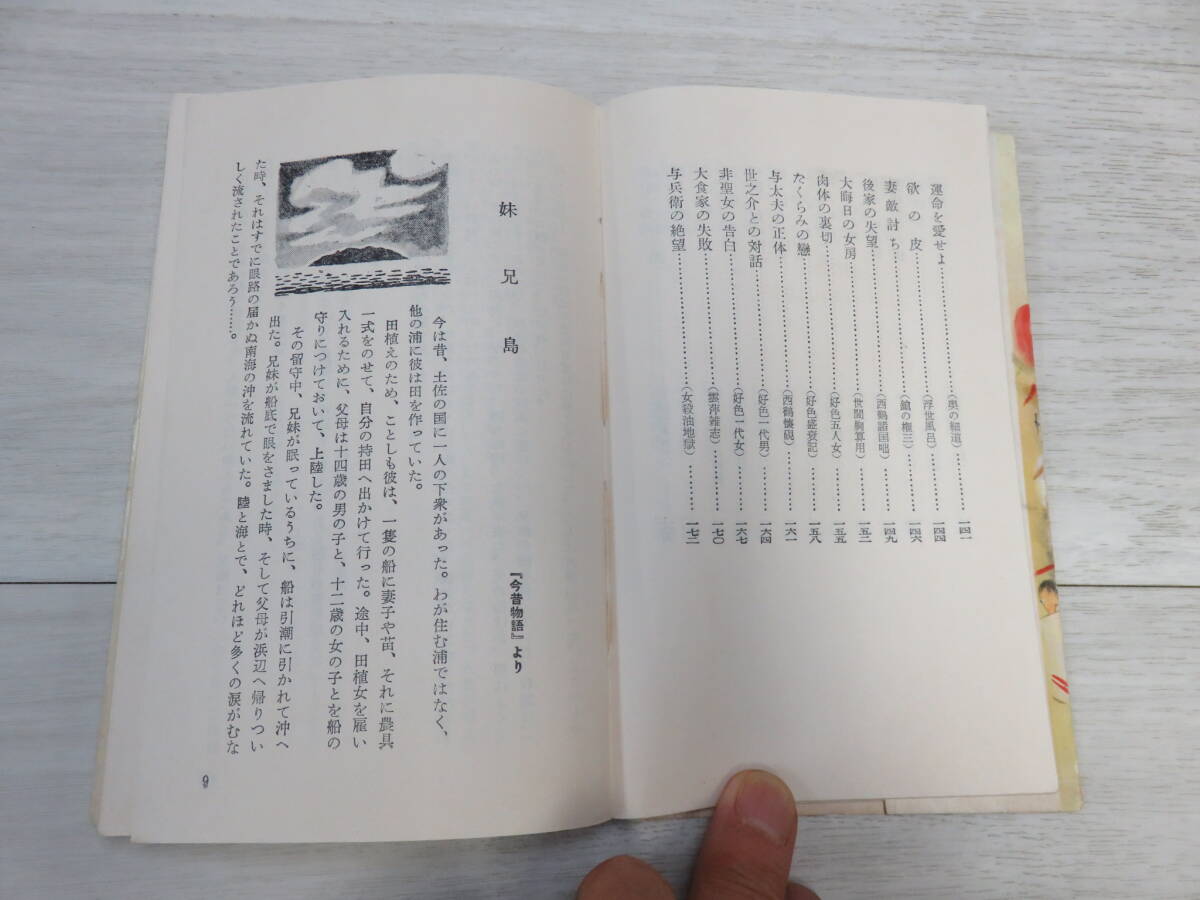 運命を愛せよ……………………(奥の細道)………一四一
欲の皮……………………(浮世風呂)………一四四
妻敵討ち……………………(鎗の権三)………一四六
後家の失望……………………(西鶴諸国咄)………一四九
大晦日の女房……………………(世間胸算用)………一五二
肉体の裏切……………………(好色五人女)………一五五
たくらみの戀……………………(好色盛衰記)………一五八
与太夫の正体……………………(西鶴懐硯)………一六一
世之介との対話……………………(好色一代男)………一六四
非聖女の告白……………………(好色一代女)………一六七
大食家の失敗……………………(雲萍雑志)………一七〇
与兵衛の絶望……………………(女殺油地獄)………一七二
妹兄島
『今昔物語』より
今は昔、土佐の国に一人の下衆があった。わが住む浦ではなく、
他の浦に彼は田を作っていた。
田植えのため、ことしも彼は、一隻の船に妻子や苗、それに農具
一式をのせて、自分の持田へ出かけて行った。途中、田植女を雇い
入れるために、父母は十四歳の男の子と、十二歳の女の子とを船の
守りにつけておいて、上陸した。
その留守中、兄妹が眠っているうちに、船は引潮に引かれて沖へ
出た。兄妹が船底で眼をさました時、そして父母が浜辺へ帰りつい
た時、それはすでに眼路の届かぬ南海の沖を流れていた。陸と海とで、どれほど多くの涙がむな
しく流されたことであろう……。
9